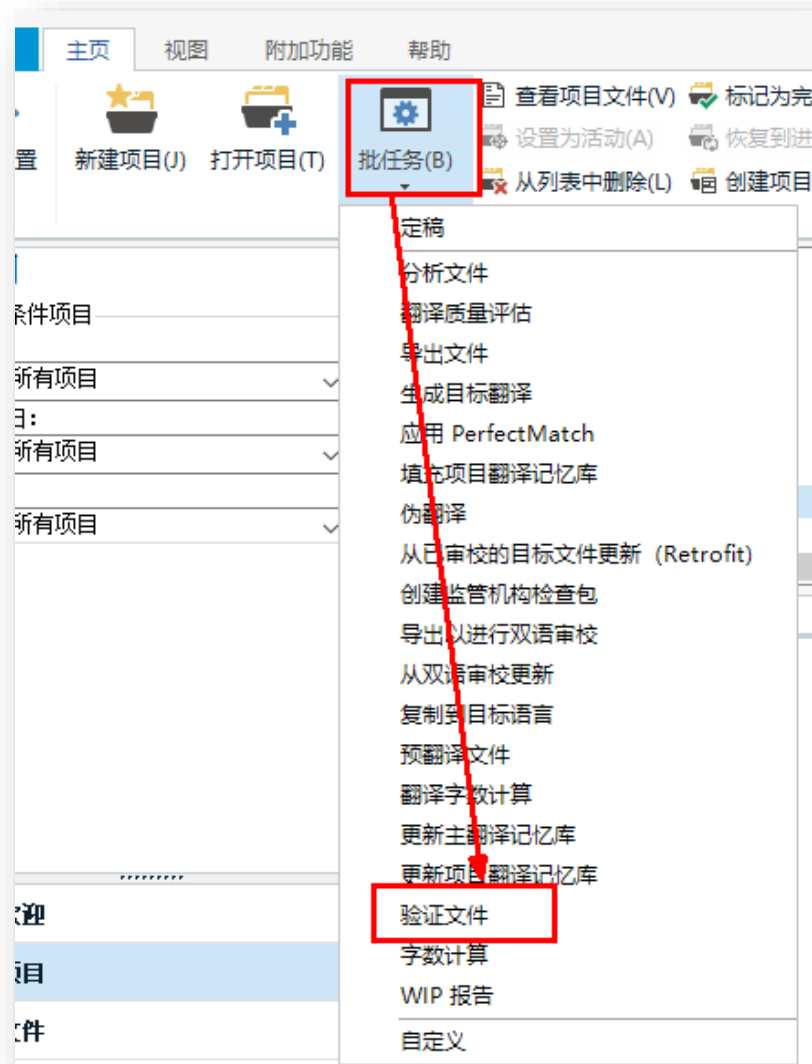 主页 视图 附加功能 帮助
置 新建项目(J) 打开项目(T) 批任务(B)
查看项目文件(V) 标记为完
设置为活动(A) 恢复到进
从列表中删除(L) 创建项目
定稿
分析文件
翻译质量评估
导出文件
生成目标翻译
应用 PerfectMatch
填充项目翻译记忆库
伪翻译
从已审校的目标文件更新（Retrofit）
创建监管机构检查包
导出以进行双语审校
从双语审校更新
复制到目标语言
预翻译文件
翻译字数计算
更新主翻译记忆库
更新项目翻译记忆库
验证文件
字数计算
WIP 报告
自定义
条件项目
所有项目
日：
所有项目
所有项目
欢迎
项目
文件